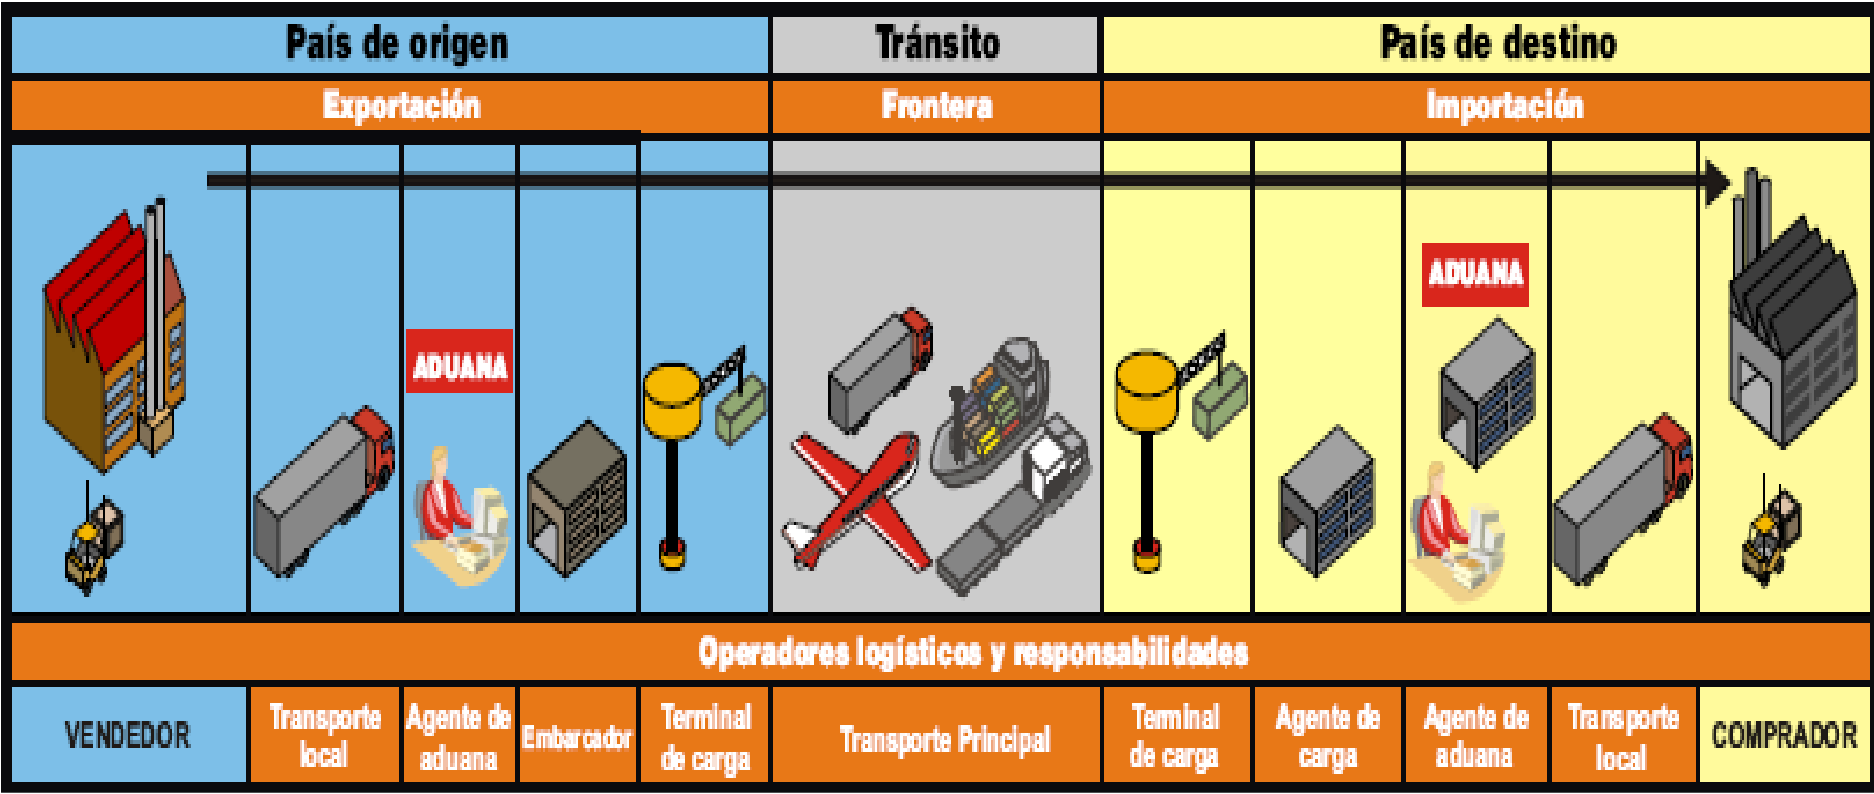 País de origen
Tránsito
País de destino
Exportación
Frontera
Importación
ADUANA
ADUANA
Operadores logísticos y responsabilidades
VENDEDOR
Transporte
local
Agente de
aduana
Embarcador
Terminal
de carga
Transporte Principal
Terminal
de carga
Agente de
carga
Agente de
aduana
Transporte
local
COMPRADOR